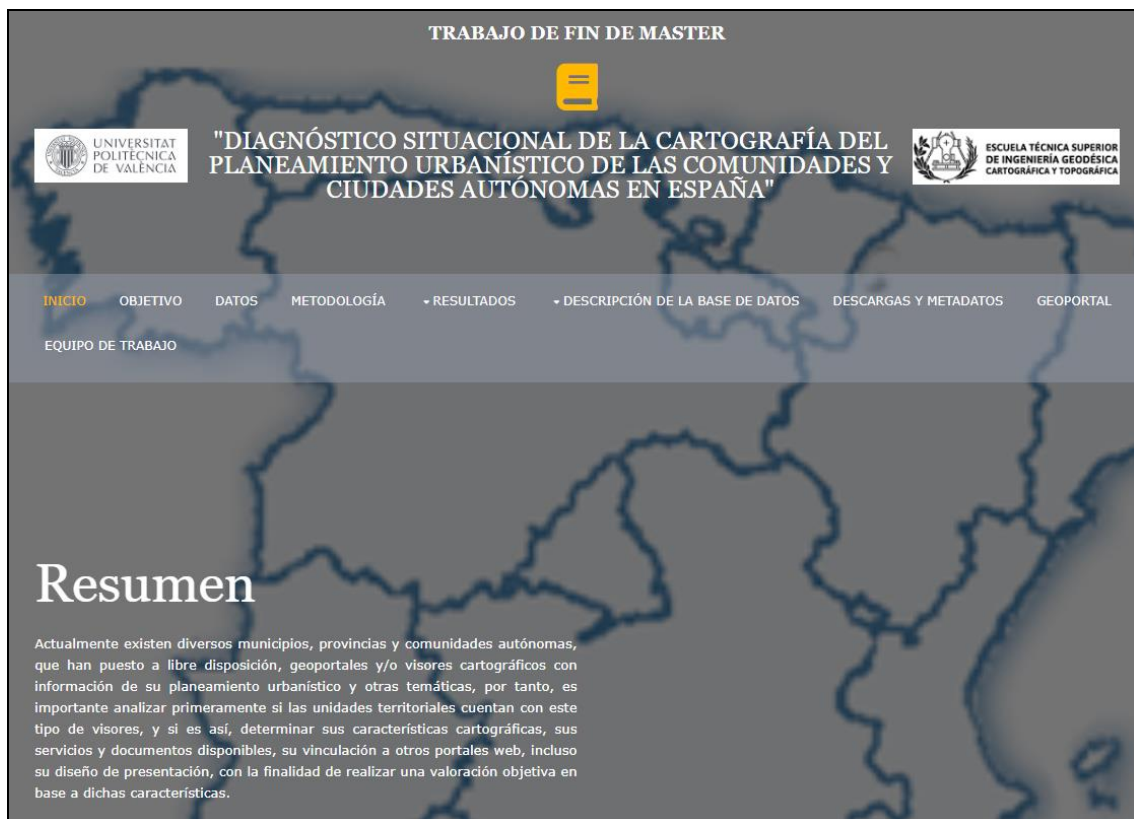 TRABAJO DE FIN DE MASTER
UNIVERSITAT
POLITÈCNICA
DE VALÈNCIA
"DIAGNÓSTICO SITUACIONAL DE LA CARTOGRAFÍA DEL
PLANEAMIENTO URBANÍSTICO DE LAS COMUNIDADES Y
CIUDADES AUTÓNOMAS EN ESPAÑA"
ESCUELA TÉCNICA SUPERIOR
DE INGENIERÍA GEODÉSICA
CARTOGRÁFICA Y TOPOGRÁFICA
INICIO OBJETIVO DATOS METODOLOGÍA RESULTADOS DESCRIPCIÓN DE LA BASE DE DATOS DESCARGAS Y METADATOS GEOPORTAL
EQUIPO DE TRABAJO
Resumen
Actualmente existen diversos municipios, provincias y comunidades autónomas,
que han puesto a libre disposición, geoportales y/o visores cartográficos con
información de su planeamiento urbanístico y otras temáticas, por tanto, es
importante analizar primeramente si las unidades territoriales cuentan con este
tipo de visores, y si es así, determinar sus características cartográficas, sus
servicios y documentos disponibles, su vinculación a otros portales web, incluso
su diseño de presentación, con la finalidad de realizar una valoración objetiva en
base a dichas características.